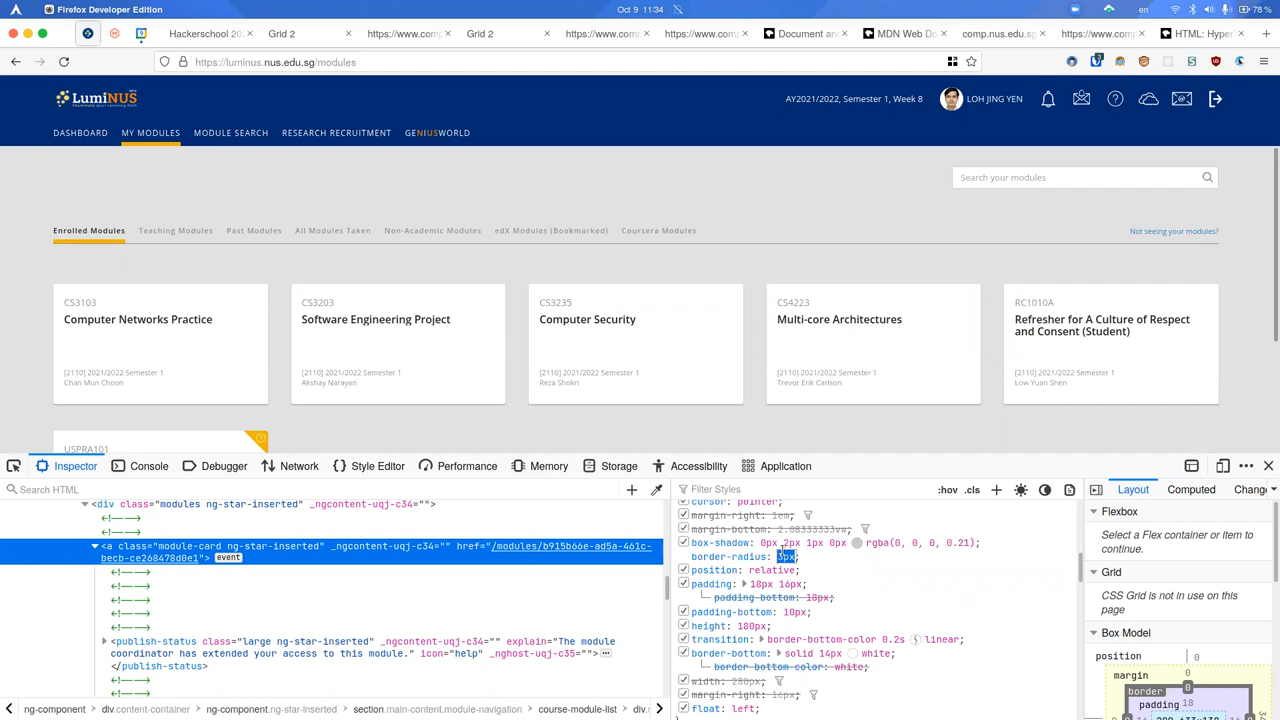 Firefox Developer Edition
Oct 9 11:34
78 %
Hackerschool 20
Grid 2
https://www.com
Grid 2
https://www.com
https://www.com
Document an
MDN Web Do
comp.nus.edu.s
https://www.com
HTML: Hyper
https://luminus.nus.edu.sg/modules
LumiNUS
AY2021/2022, Semester 1, Week 8
LOH JING YEN
DASHBOARD
MY MODULES
MODULE SEARCH
RESEARCH RECRUITMENT
GENIUSWORLD
Search your modules
Enrolled Modules
Teaching Modules
Past Modules
All Modules Taken
Non-Academic Modules
edX Modules (Bookmarked)
Coursera Modules
Not seeing your modules?
CS3103
Computer Networks Practice
[2110] 2021/2022 Semester 1
Chan Mun Choon
CS3203
Software Engineering Project
[2110] 2021/2022 Semester 1
Akshay Narayan
CS3235
Computer Security
[2110] 2021/2022 Semester 1
Reza Shokri
CS4223
Multi-core Architectures
[2110] 2021/2022 Semester 1
Trevor Erik Carlson
RC1010A
Refresher for A Culture of Respect
and Consent (Student)
[2110] 2021/2022 Semester 1
Low Yuan Shen
USPRA101
Inspector
Console
Debugger
Network
Style Editor
Performance
Memory
Storage
Accessibility
Application
Search HTML
<div class="modules ng-star-inserted" _ngcontent-uqj-c34="">
<!---->
<!---->
<a class="module-card ng-star-inserted" _ngcontent-uqj-c34="" href="/modules/b915b66e-ad5a-461c-
becb-ce268478d0e1"> event
<!---->
<!---->
<!---->
<!---->
<!---->
<publish-status class="large ng-star-inserted" _ngcontent-uqj-c34="" explain="The module
coordinator has extended your access to this module." icon="help" _nghost-uqj-c35="">
</publish-status>
<!---->
<!---->
ng-component
div.content-container
ng-component.ng-star-inserted
section.main-content.module-navigation
course-module-list
div.
Filter Styles
:hov .cls
cursor: pointer;
margin-right: 1em;
margin-bottom: 2.08333333vw;
box-shadow: 0px 2px 1px 0px rgba(0, 0, 0, 0.21);
border-radius: 3px;
position: relative;
padding: 18px 16px;
padding-bottom: 18px;
padding-bottom: 10px;
height: 180px;
transition: border-bottom-color 0.2s linear;
border-bottom: solid 14px white;
border-bottom-color: white;
width: 280px;
margin-right: 16px;
float: left;
Layout
Computed
Chang
Flexbox
Select a Flex container or item to
continue.
Grid
CSS Grid is not in use on this
page
Box Model
position
0
margin
0
border
0
padding
18